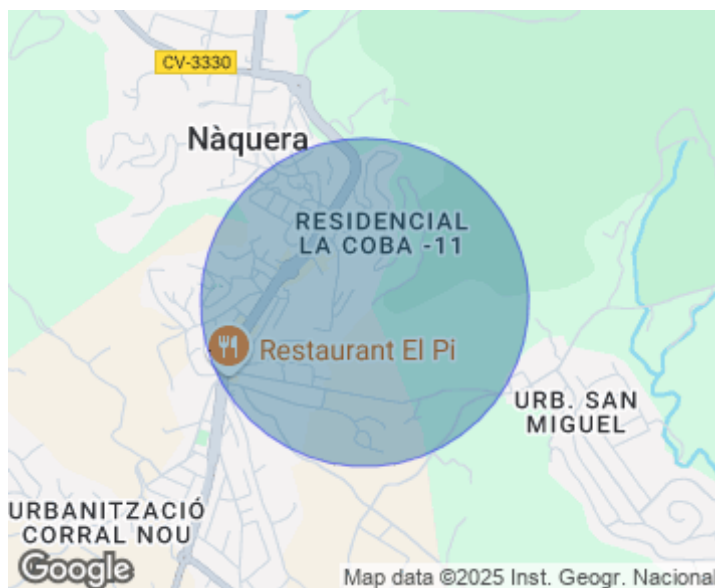 CV-3330
Nàquera
RESIDENCIAL
LA COBA -11
Restaurant El Pi
URB. SAN
MIGUEL
URBANITZACIÓ
CORRAL NOU
Google
Map data ©2025 Inst. Geogr. Nacional